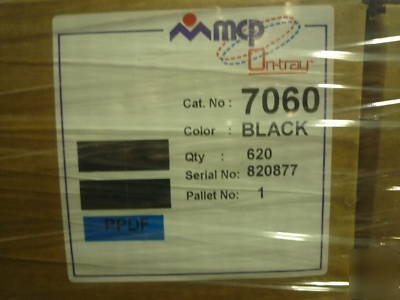 mcp
On-tray
Cat. No : 7060
Color : BLACK
Qty : 620
Serial No: 820877
Pallet No: 1
PPDF